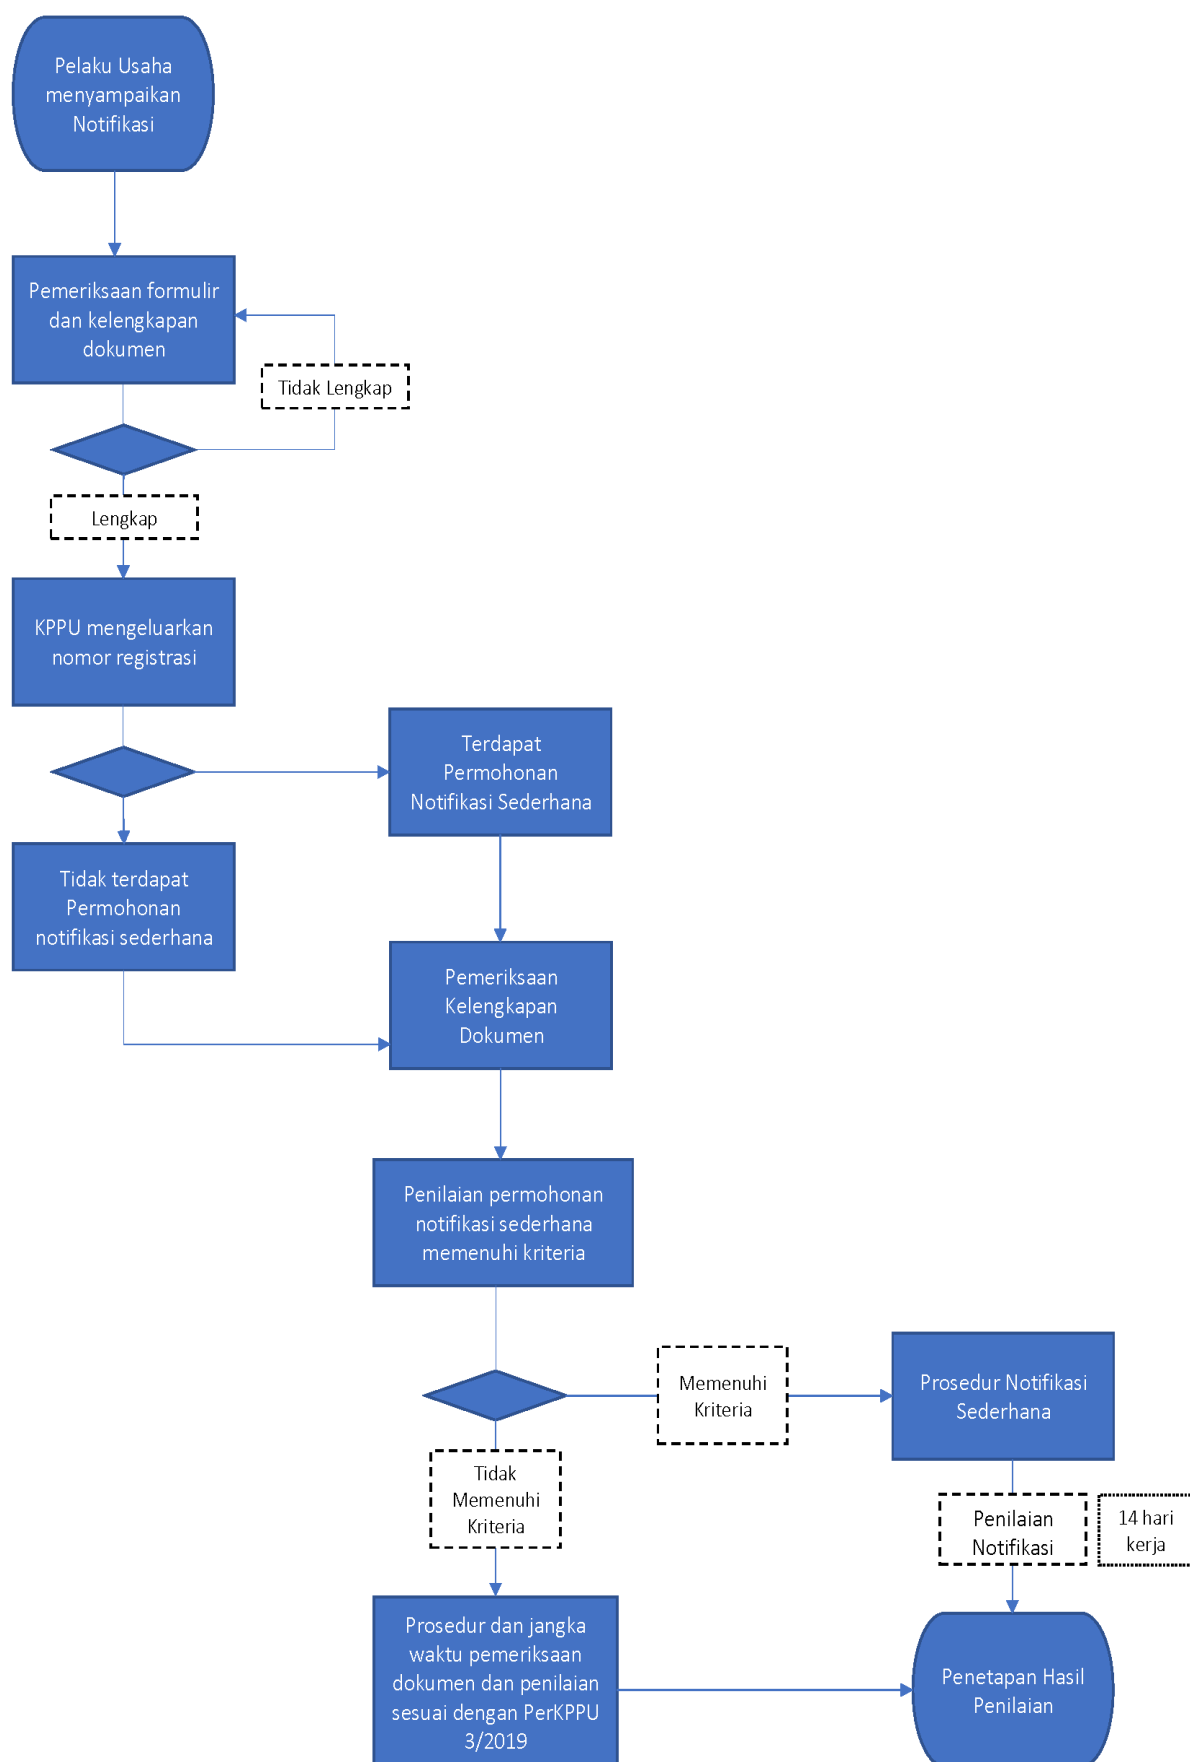 Pelaku Usaha
menyampaikan
Notifikasi
Pemeriksaan formulir
dan kelengkapan
dokumen
Tidak Lengkap
Lengkap
KPPU mengeluarkan
nomor registrasi
Terdapat
Permohonan
Notifikasi Sederhana
Tidak terdapat
Permohonan
notifikasi sederhana
Pemeriksaan
Kelengkapan
Dokumen
Penilaian permohonan
notifikasi sederhana
memenuhi kriteria
Memenuhi
Kriteria
Prosedur Notifikasi
Sederhana
Tidak
Memenuhi
Kriteria
Penilaian
Notifikasi
14 hari
kerja
Prosedur dan jangka
waktu pemeriksaan
dokumen dan penilaian
sesuai dengan PerKPPU
3/2019
Penetapan Hasil
Penilaian